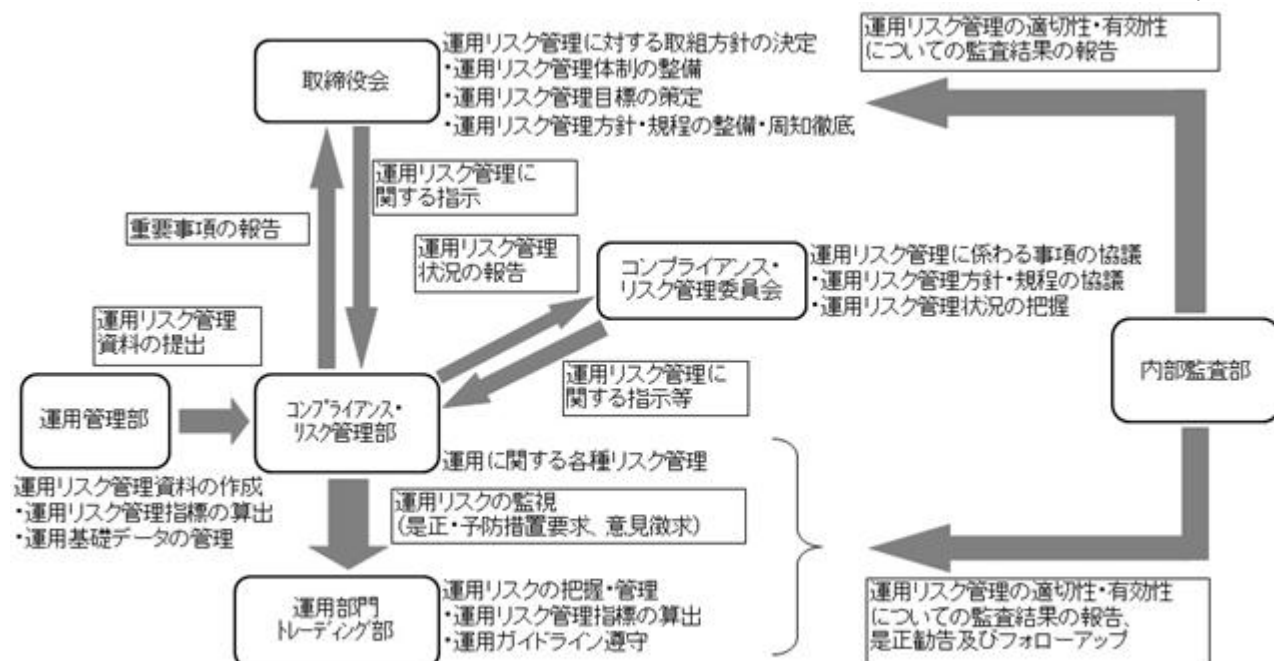 運用リスク管理の適切性・有効性
についての監査結果の報告
取締役会
運用リスク管理に対する取組方針の決定
・運用リスク管理体制の整備
・運用リスク管理目標の策定
・運用リスク管理方針・規程の整備・周知徹底
運用リスク管理に
関する指示
重要事項の報告
運用リスク管理
状況の報告
コンプライアンス・
リスク管理委員会
運用リスク管理に係わる事項の協議
・運用リスク管理方針・規程の協議
・運用リスク管理状況の把握
運用リスク管理
資料の提出
運用リスク管理に
関する指示等
内部監査部
運用管理部
コンプライアンス・
リスク管理部
運用に関する各種リスク管理
運用リスク管理資料の作成
・運用リスク管理指標の算出
・運用基礎データの管理
運用リスクの監視
(是正・予防措置要求、意見徴求)
運用部門
トレーディング部
運用リスクの把握・管理
・運用リスク管理指標の算出
・運用ガイドライン遵守
運用リスク管理の適切性・有効性
についての監査結果の報告、
是正勧告及びフォローアップ